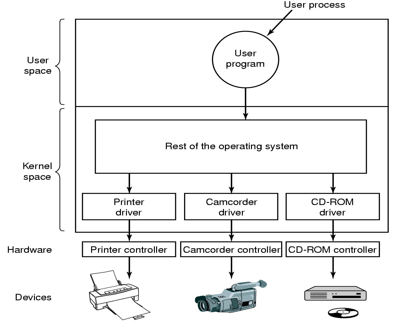 User process
User
space
User
program
Rest of the operating system
Kernel
space
Printer
driver
Camcorder
driver
CD-ROM
driver
Hardware
Printer controller
Camcorder controller
CD-ROM controller
Devices